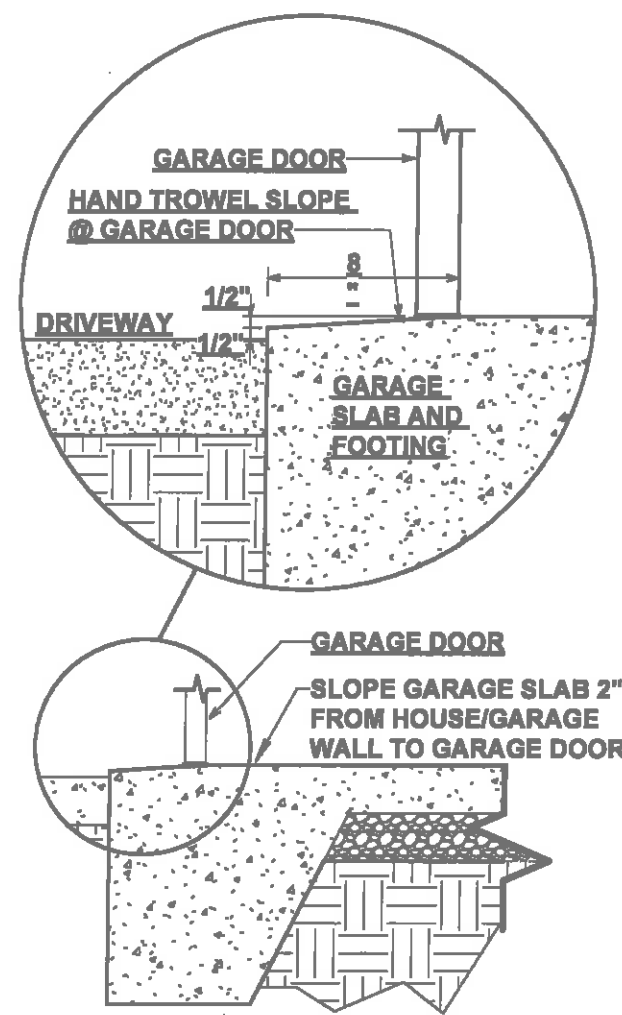 GARAGE DOOR
HAND TROWEL SLOPE
@ GARAGE DOOR
8"
1/2"
DRIVEWAY
1/2"
GARAGE
SLAB AND
FOOTING
GARAGE DOOR
SLOPE GARAGE SLAB 2"
FROM HOUSE/GARAGE
WALL TO GARAGE DOOR